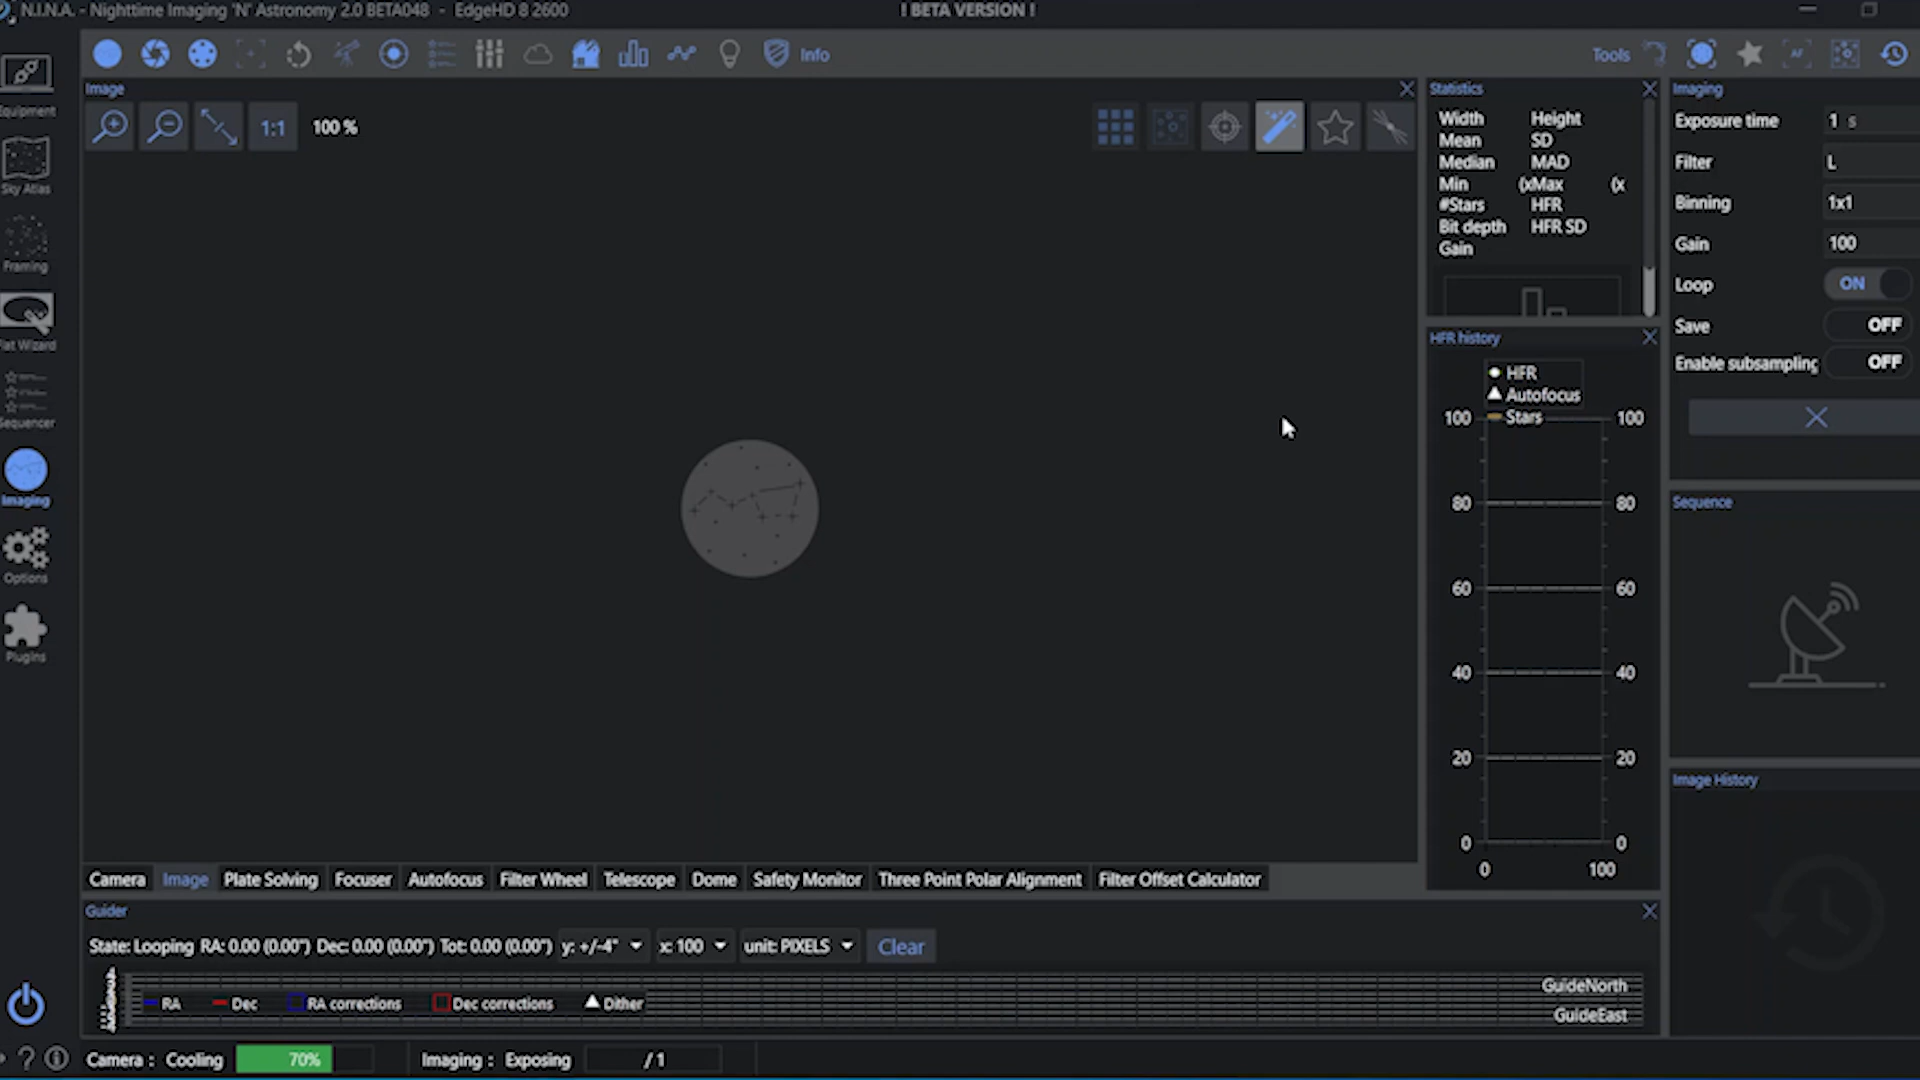 N.I.N.A. - Nighttime Imaging 'N' Astronomy 2.0 BETA048 - EdgeHD 8 2600
! BETA VERSION !
Info
Tools
Equipment
Sky Atlas
Framing
Flat Wizard
Sequencer
Imaging
Options
Plugins
Image
1:1
100 %
Statistics
Width Height
Mean SD
Median MAD
Min (xMax (x
#Stars HFR
Bit depth HFR SD
Gain
HFR history
HFR
Autofocus
Stars
100 100
80 80
60 60
40 40
20 20
0 0
0 100
Imaging
Exposure time 1 s
Filter L
Binning 1x1
Gain 100
Loop ON
Save OFF
Enable subsampling OFF
Sequence
Image History
Camera Image Plate Solving Focuser Autofocus Filter Wheel Telescope Dome Safety Monitor Three Point Polar Alignment Filter Offset Calculator
Guider
State: Looping RA: 0.00 (0.00") Dec: 0.00 (0.00") Tot: 0.00 (0.00") y: +/-4" x: 100 unit: PIXELS Clear
RA Dec RA corrections Dec corrections Dither
GuideNorth
GuideEast
Camera : Cooling 70% Imaging : Exposing / 1